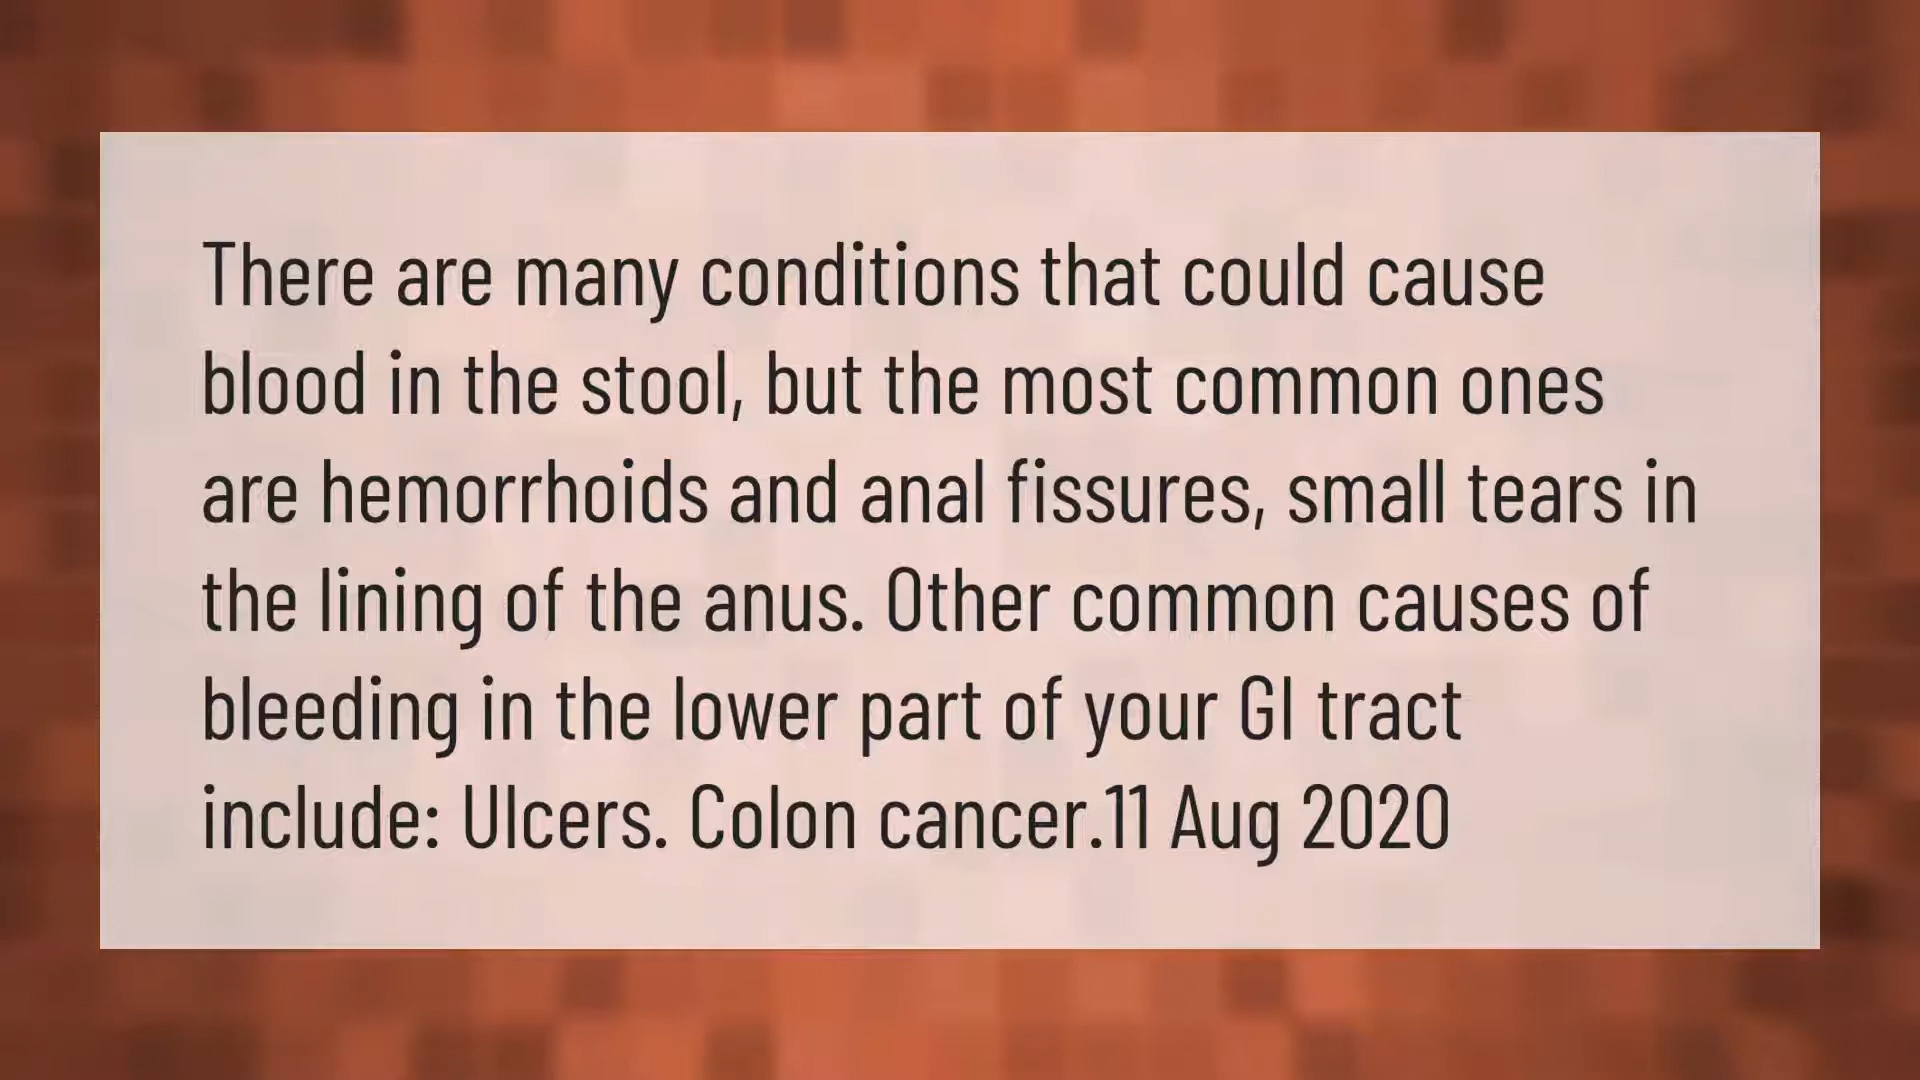 There are many conditions that could cause
blood in the stool, but the most common ones
are hemorrhoids and anal fissures, small tears in
the lining of the anus. Other common causes of
bleeding in the lower part of your GI tract
include: Ulcers. Colon cancer.11 Aug 2020